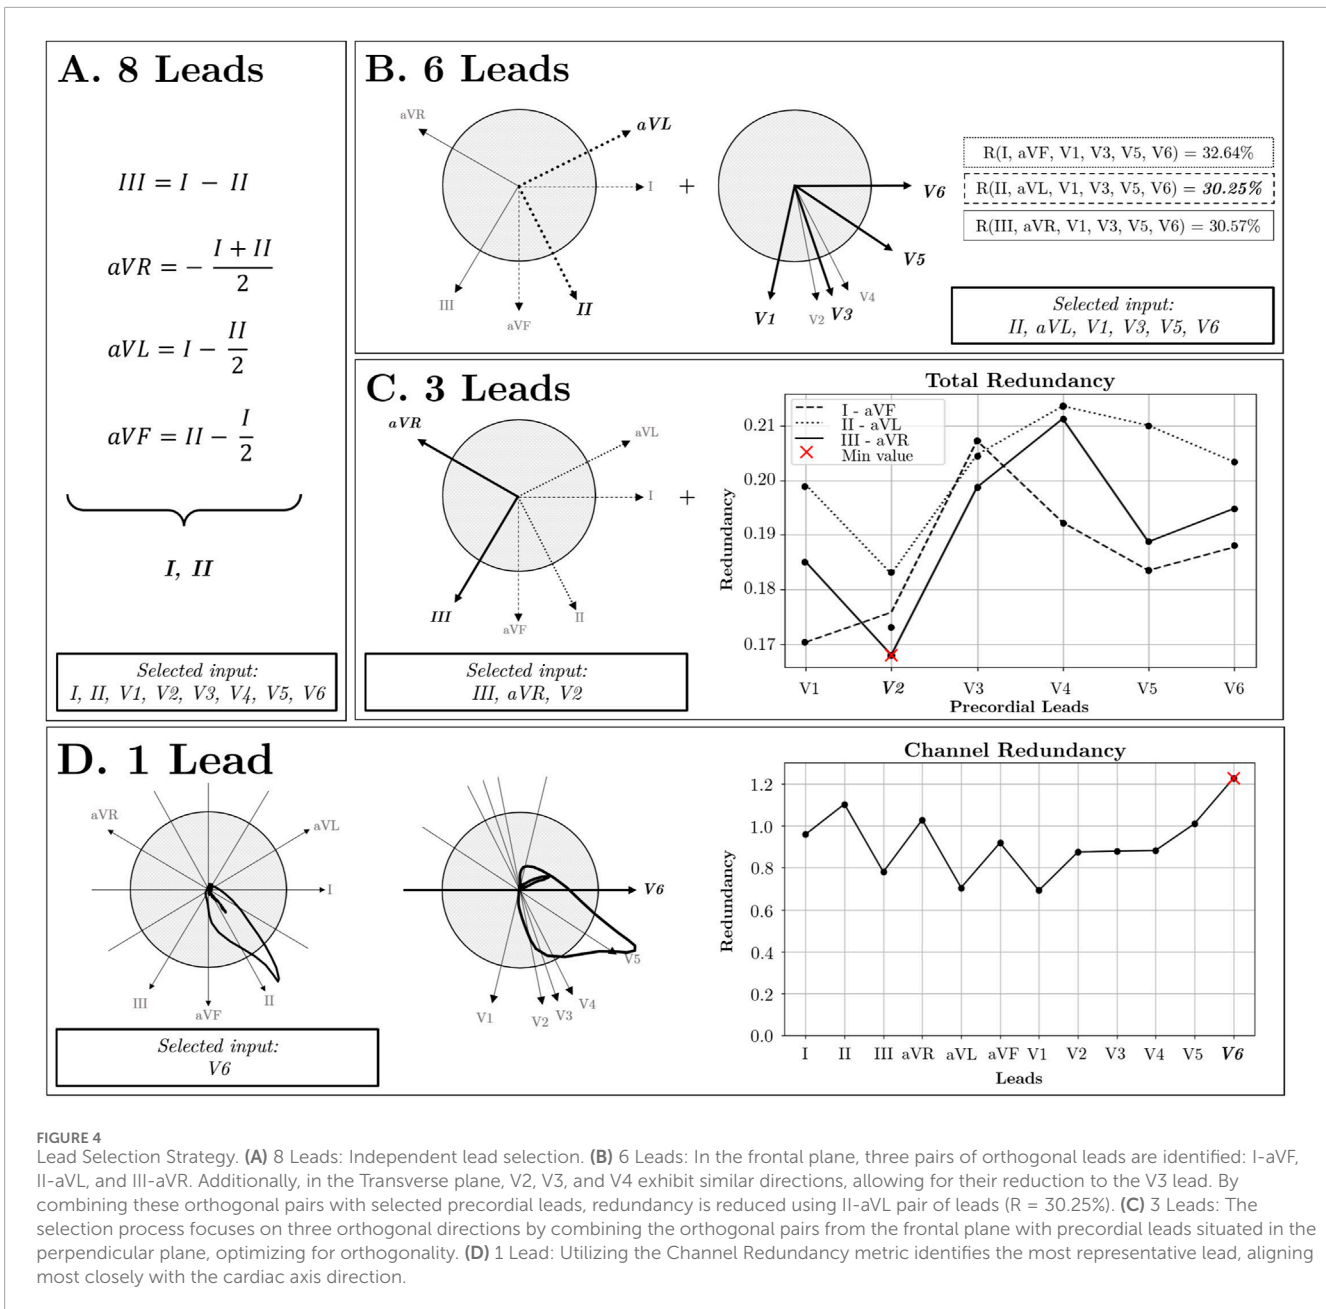 A. 8 Leads
III = I − II
aVR = − (I + II)/2
aVL = I − II/2
aVF = II − I/2
I, II
Selected input:
I, II, V1, V2, V3, V4, V5, V6
B. 6 Leads
aVR
aVL
I
II
aVF
III
+
V6
V5
V4
V3
V2
V1
R(I, aVF, V1, V3, V5, V6) = 32.64%
R(II, aVL, V1, V3, V5, V6) = 30.25%
R(III, aVR, V1, V3, V5, V6) = 30.57%
Selected input:
II, aVL, V1, V3, V5, V6
C. 3 Leads
aVR
aVL
I
II
aVF
III
+
Selected input:
III, aVR, V2
Total Redundancy
I - aVF
II - aVL
III - aVR
Min value
Redundancy
0.21
0.20
0.19
0.18
0.17
V1 V2 V3 V4 V5 V6
Precordial Leads
D. 1 Lead
aVR
aVL
I
II
aVF
III
Selected input:
V6
V6
V5
V4
V3
V2
V1
Channel Redundancy
Redundancy
1.2
1.0
0.8
0.6
0.4
0.2
0.0
I II III aVR aVL aVF V1 V2 V3 V4 V5 V6
Leads
FIGURE 4
Lead Selection Strategy. (A) 8 Leads: Independent lead selection. (B) 6 Leads: In the frontal plane, three pairs of orthogonal leads are identified: I-aVF,
II-aVL, and III-aVR. Additionally, in the Transverse plane, V2, V3, and V4 exhibit similar directions, allowing for their reduction to the V3 lead. By
combining these orthogonal pairs with selected precordial leads, redundancy is reduced using II-aVL pair of leads (R = 30.25%). (C) 3 Leads: The
selection process focuses on three orthogonal directions by combining the orthogonal pairs from the frontal plane with precordial leads situated in the
perpendicular plane, optimizing for orthogonality. (D) 1 Lead: Utilizing the Channel Redundancy metric identifies the most representative lead, aligning
most closely with the cardiac axis direction.